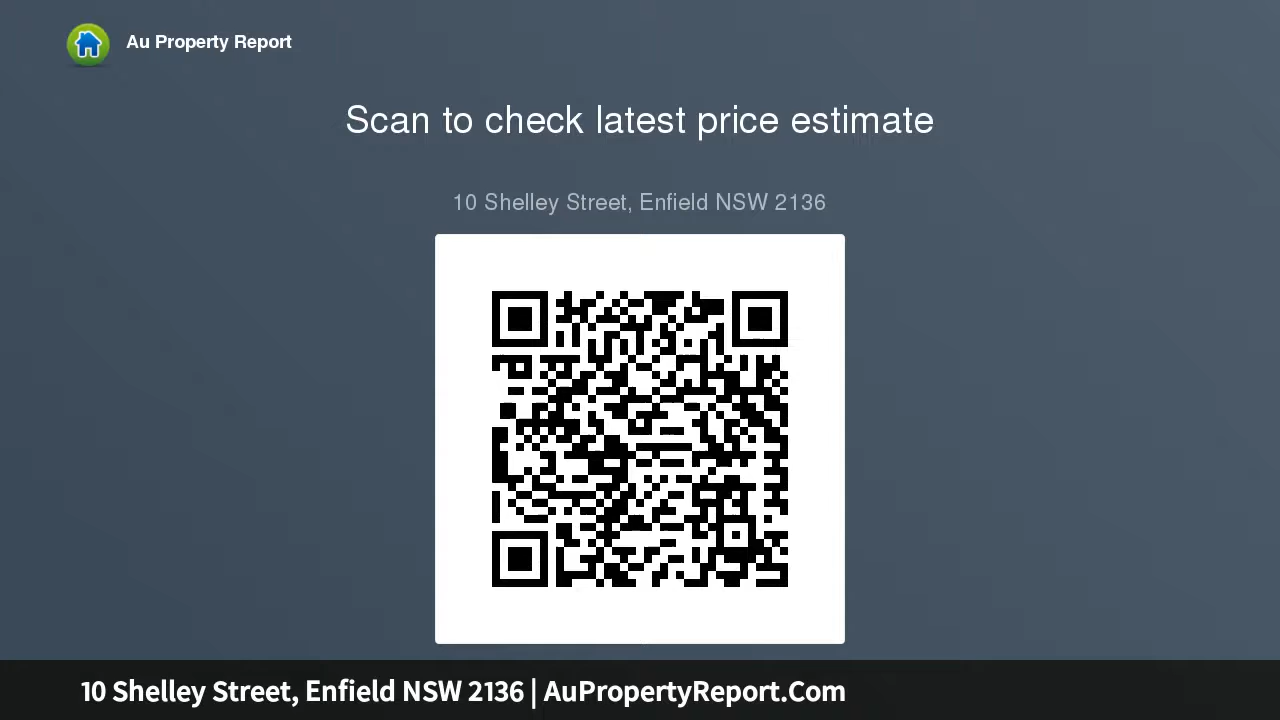 Au Property Report
Scan to check latest price estimate
10 Shelley Street, Enfield NSW 2136
10 Shelley Street, Enfield NSW 2136 | AuPropertyReport.Com